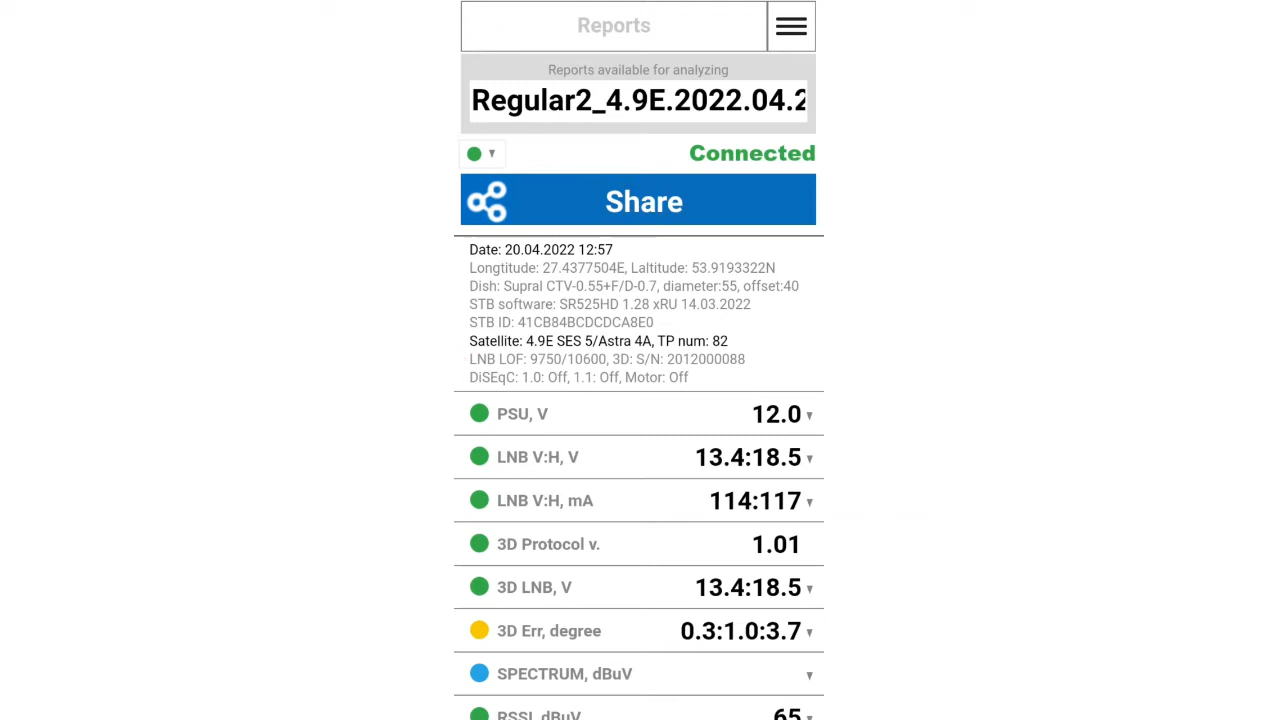 Reports
Reports available for analyzing
Regular2_4.9E.2022.04.2
Connected
Share
Date: 20.04.2022 12:57
Longtitude: 27.4377504E, Laltitude: 53.9193322N
Dish: Supral CTV-0.55+F/D-0.7, diameter:55, offset:40
STB software: SR525HD 1.28 xRU 14.03.2022
STB ID: 41CB84BCDCDCA8E0
Satellite: 4.9E SES 5/Astra 4A, TP num: 82
LNB LOF: 9750/10600, 3D: S/N: 2012000088
DiSEqC: 1.0: Off, 1.1: Off, Motor: Off
PSU, V 12.0
LNB V:H, V 13.4:18.5
LNB V:H, mA 114:117
3D Protocol v. 1.01
3D LNB, V 13.4:18.5
3D Err, degree 0.3:1.0:3.7
SPECTRUM, dBuV
RSSI, dBuV 65